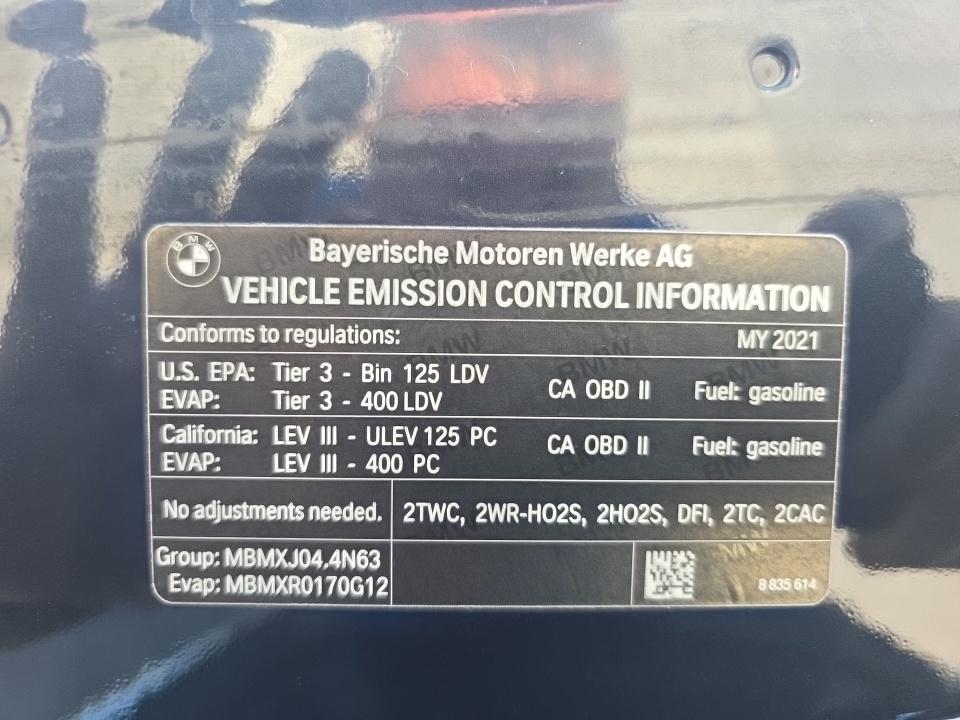 BMW
Bayerische Motoren Werke AG
VEHICLE EMISSION CONTROL INFORMATION
Conforms to regulations: MY 2021
U.S. EPA: Tier 3 - Bin 125 LDV CA OBD II Fuel: gasoline
EVAP: Tier 3 - 400 LDV
California: LEV III - ULEV 125 PC CA OBD II Fuel: gasoline
EVAP: LEV III - 400 PC
No adjustments needed. 2TWC, 2WR-HO2S, 2HO2S, DFI, 2TC, 2CAC
Group: MBMXJ04.4N63
Evap: MBMXR0170G12
8 835 614